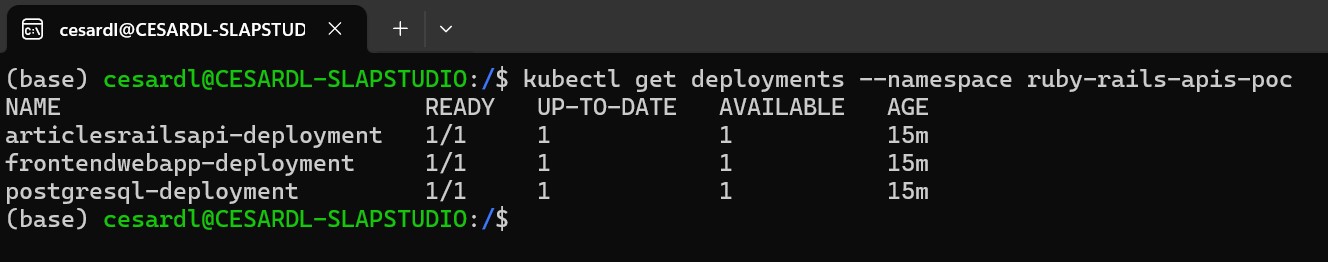 cesardl@CESARDL-SLAPSTUD
(base) cesardl@CESARDL-SLAPSTUDIO:/$ kubectl get deployments --namespace ruby-rails-apis-poc
NAME READY UP-TO-DATE AVAILABLE AGE
articlesrailsapi-deployment 1/1 1 1 15m
frontendwebapp-deployment 1/1 1 1 15m
postgresql-deployment 1/1 1 1 15m
(base) cesardl@CESARDL-SLAPSTUDIO:/$